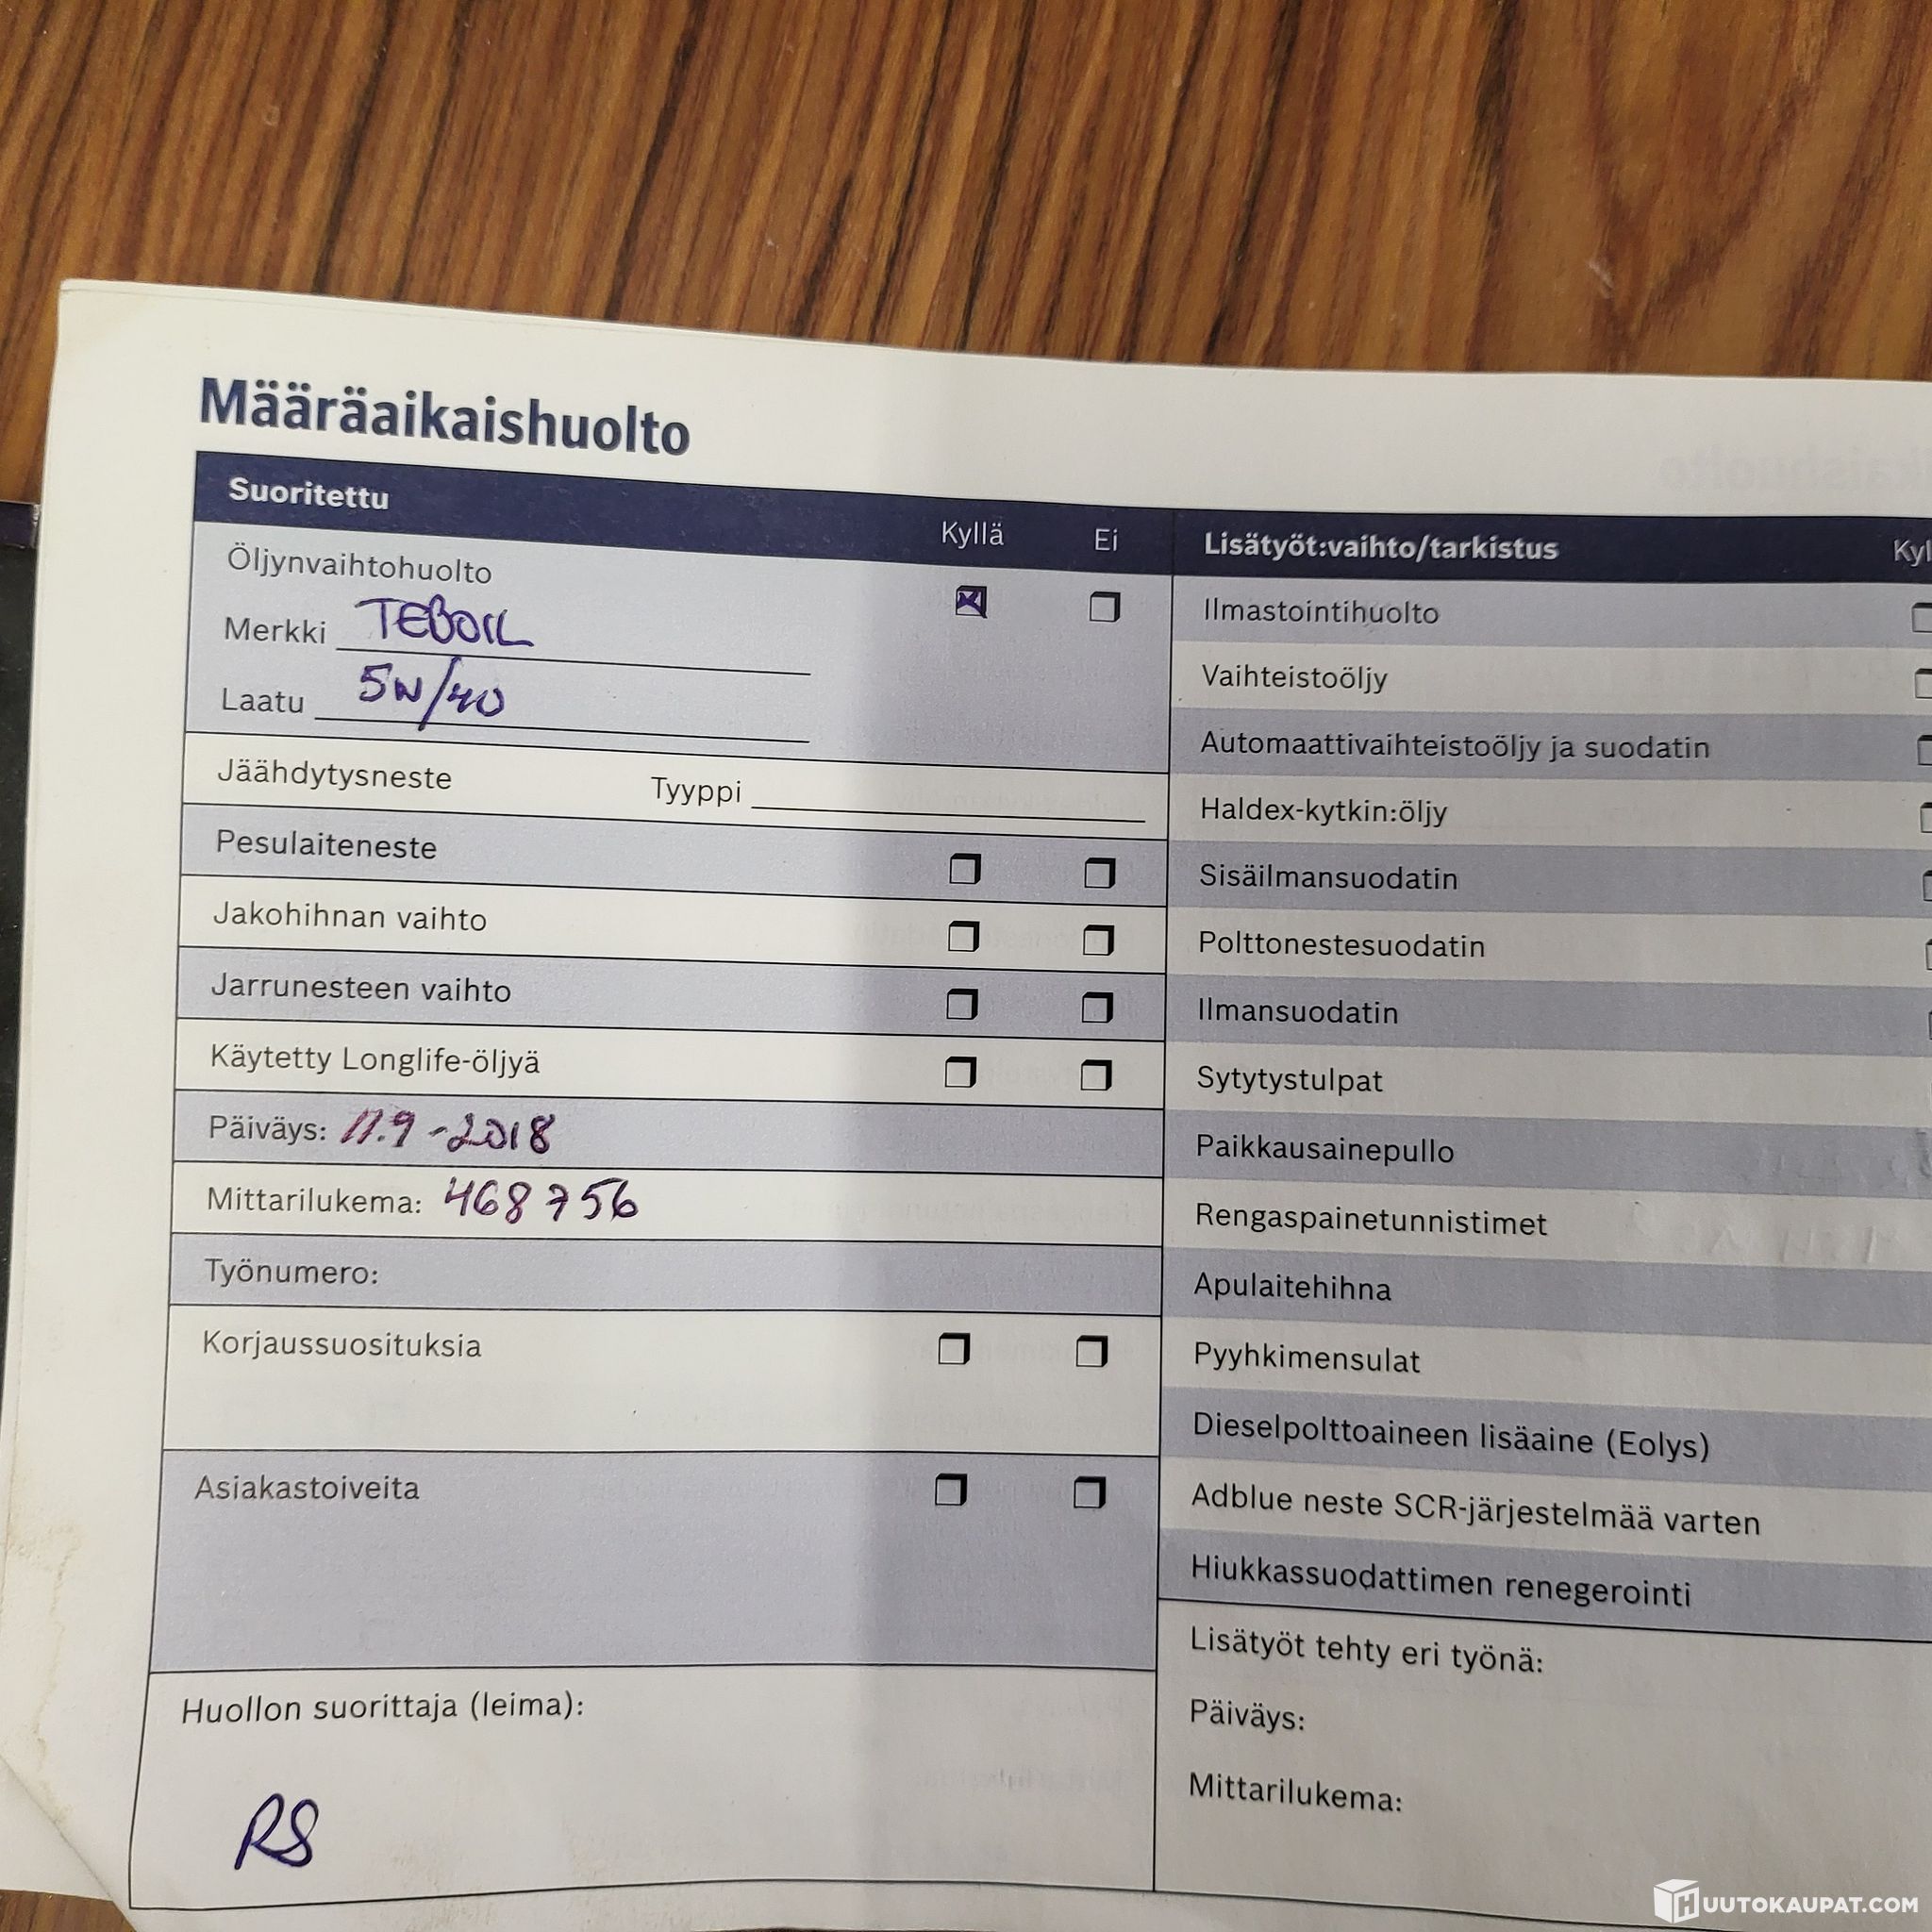 Määräaikaishuolto
Suoritettu
Kyllä Ei
Öljynvaihtohuolto
Merkki TEBOIL
Laatu 5W/40
Jäähdytysneste Tyyppi
Pesulaiteneste
Jakohihnan vaihto
Jarrunesteen vaihto
Käytetty Longlife-öljyä
Päiväys: 11.9-2018
Mittarilukema: 468756
Työnumero:
Korjaussuosituksia
Asiakastoiveita
Huollon suorittaja (leima):
RS
Lisätyöt:vaihto/tarkistus Kyl
Ilmastointihuolto
Vaihteistoöljy
Automaattivaihteistoöljy ja suodatin
Haldex-kytkin:öljy
Sisäilmansuodatin
Polttonestesuodatin
Ilmansuodatin
Sytytystulpat
Paikkausainepullo
Rengaspainetunnistimet
Apulaitehihna
Pyyhkimensulat
Dieselpolttoaineen lisäaine (Eolys)
Adblue neste SCR-järjestelmää varten
Hiukkassuodattimen renegerointi
Lisätyöt tehty eri työnä:
Päiväys:
Mittarilukema:
HUUTOKAUPAT.COM